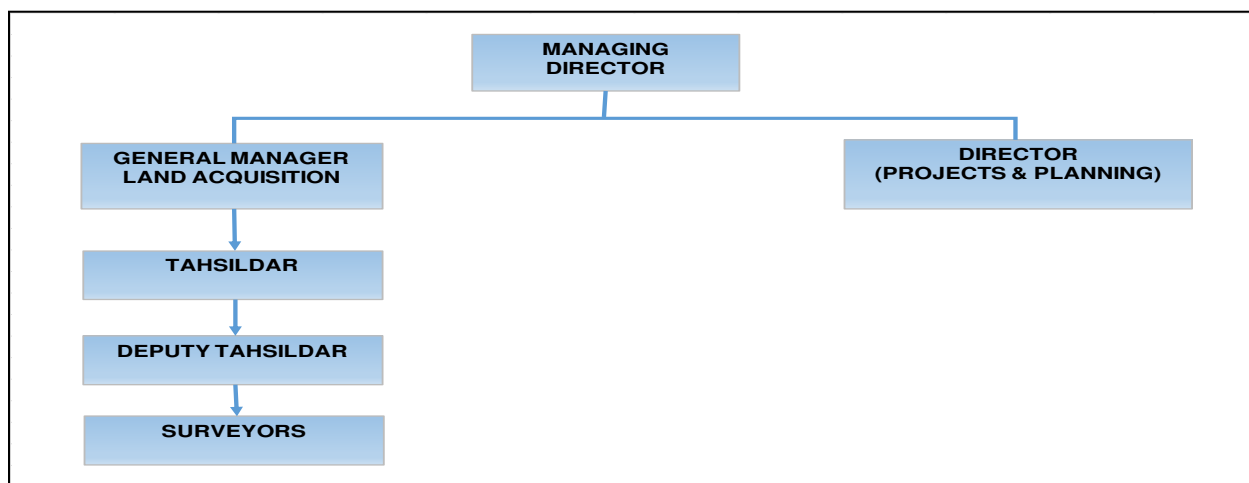 MANAGING
DIRECTOR
GENERAL MANAGER
LAND ACQUISITION
DIRECTOR
(PROJECTS & PLANNING)
TAHSILDAR
DEPUTY TAHSILDAR
SURVEYORS